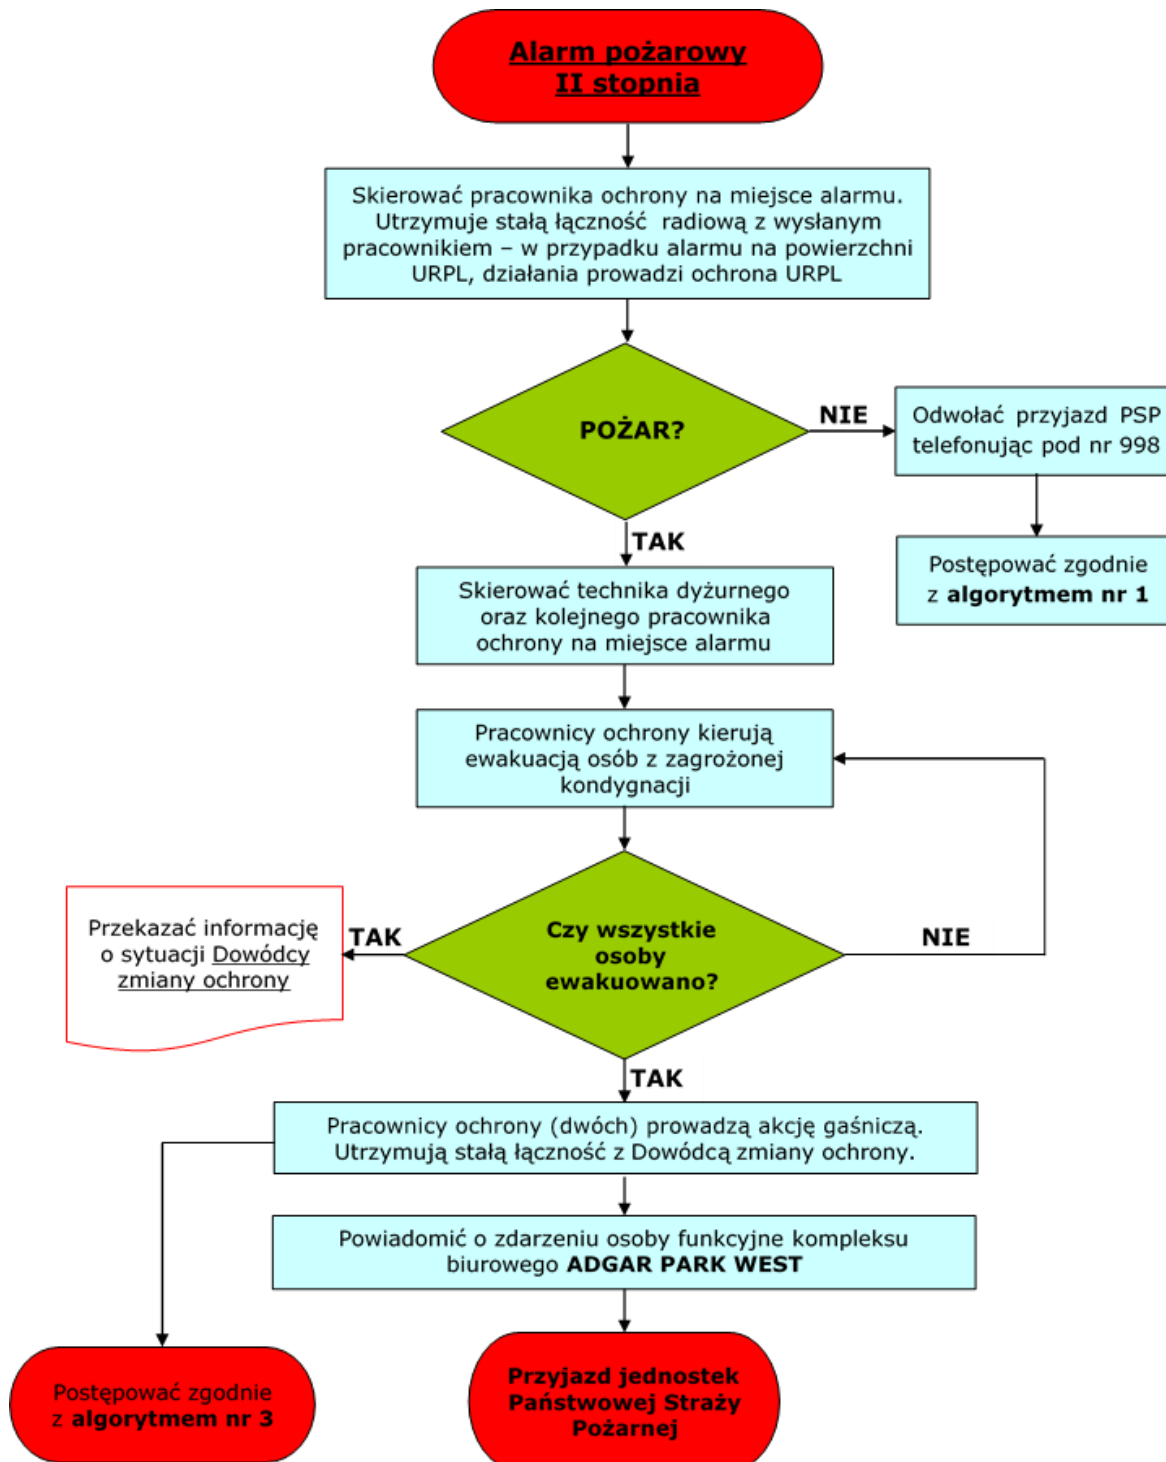 Alarm pożarowy
II stopnia
Skierować pracownika ochrony na miejsce alarmu.
Utrzymuje stałą łączność radiową z wysłanym
pracownikiem – w przypadku alarmu na powierzchni
URPL, działania prowadzi ochrona URPL
POŻAR?
NIE
Odwołać przyjazd PSP
telefonując pod nr 998
Postępować zgodnie
z algorytmem nr 1
TAK
Skierować technika dyżurnego
oraz kolejnego pracownika
ochrony na miejsce alarmu
Pracownicy ochrony kierują
ewakuacją osób z zagrożonej
kondygnacji
Czy wszystkie
osoby
ewakuowano?
NIE
TAK
Przekazać informację
o sytuacji Dowódcy
zmiany ochrony
TAK
Pracownicy ochrony (dwóch) prowadzą akcję gaśniczą.
Utrzymują stałą łączność z Dowódcą zmiany ochrony.
Powiadomić o zdarzeniu osoby funkcyjne kompleksu
biurowego ADGAR PARK WEST
Postępować zgodnie
z algorytmem nr 3
Przyjazd jednostek
Państwowej Straży
Pożarnej